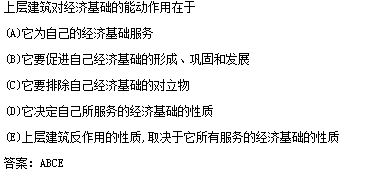 上层建筑对经济基础的能动作用在于
(A)它为自己的经济基础服务
(B)它要促进自己经济基础的形成、巩固和发展
(C)它要排除自己经济基础的对立物
(D)它决定自己所服务的经济基础的性质
(E)上层建筑反作用的性质,取决于它所有服务的经济基础的性质
答案: ABCE